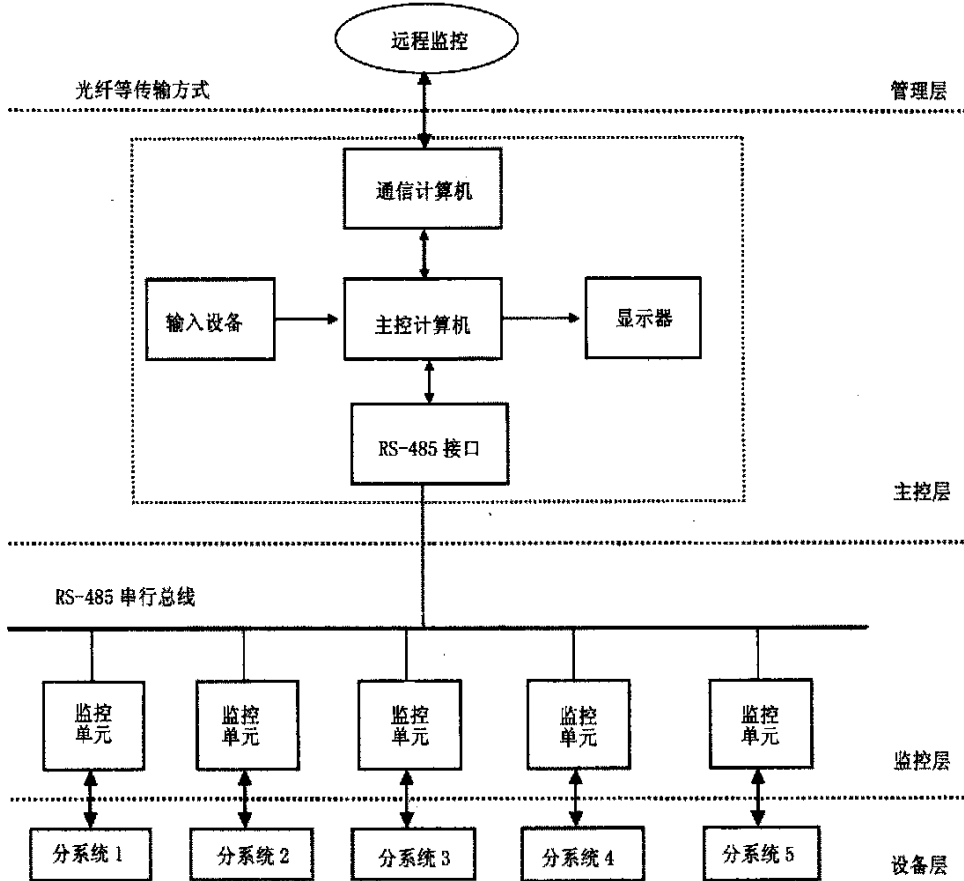 远程监控
光纤等传输方式
管理层
通信计算机
输入设备
主控计算机
显示器
RS-485 接口
主控层
RS-485 串行总线
监控
单元
监控
单元
监控
单元
监控
单元
监控
单元
监控层
分系统 1
分系统 2
分系统 3
分系统 4
分系统 5
设备层